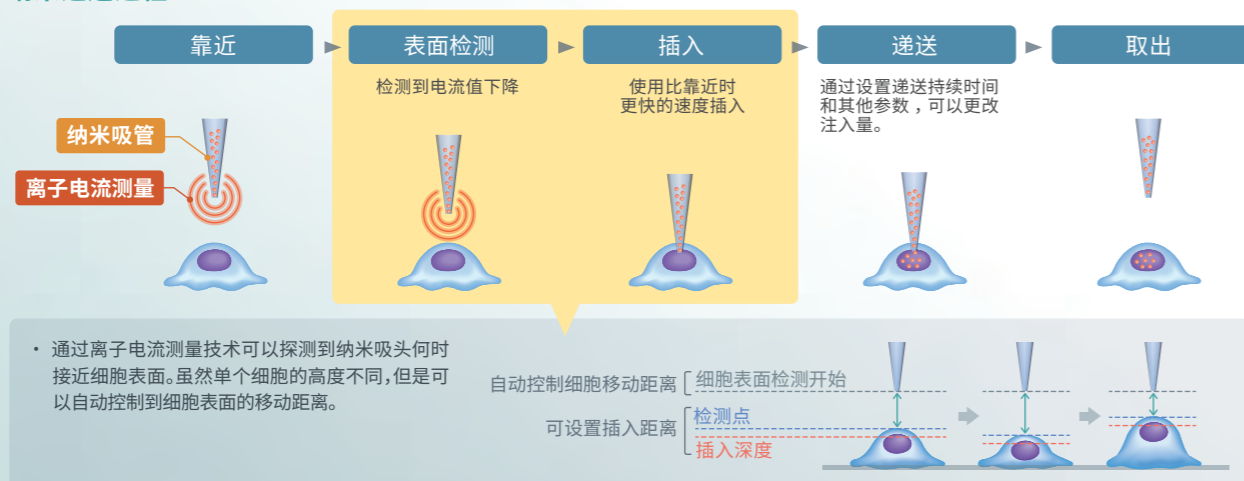 靠近
表面检测
插入
递送
取出
检测到电流值下降
使用比靠近时
更快的速度插入
通过设置递送持续时间
和其他参数，可以更改
注入量。
纳米吸管
离子电流测量
・ 通过离子电流测量技术可以探测到纳米吸头何时
接近细胞表面。虽然单个细胞的高度不同，但是可
以自动控制到细胞表面的移动距离。
自动控制细胞移动距离
细胞表面检测开始
可设置插入距离
检测点
插入深度